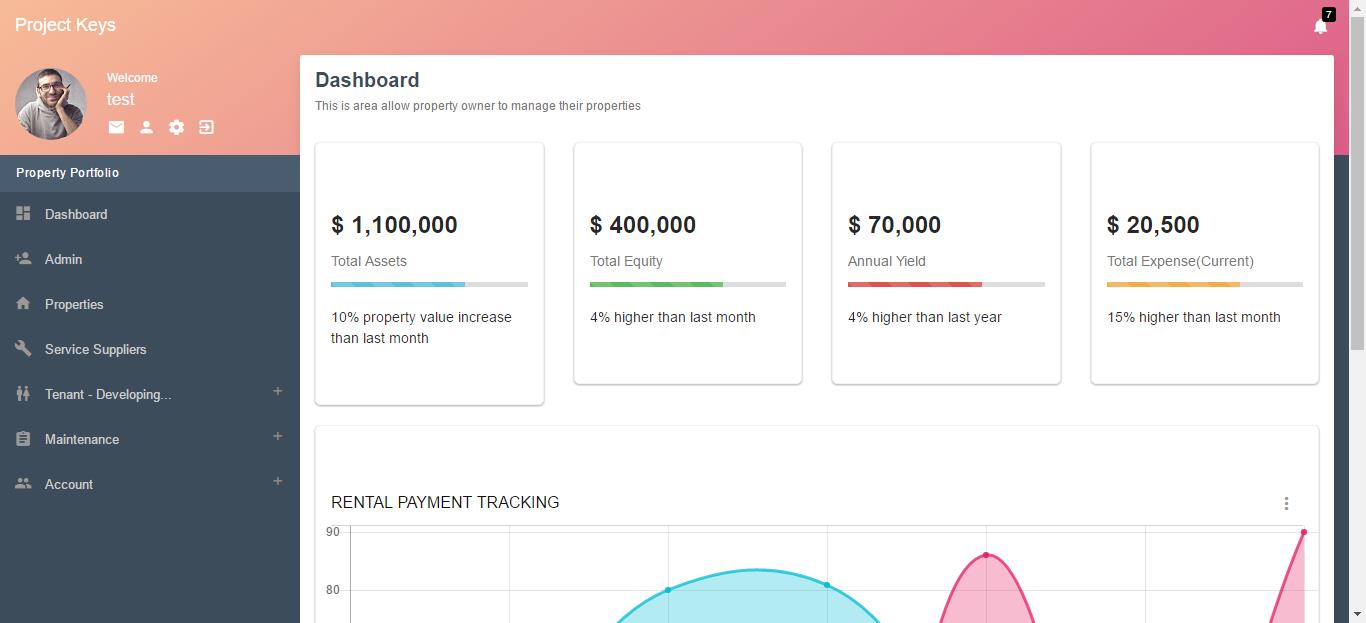 Project Keys
7
Welcome
test
Property Portfolio
Dashboard
Admin
Properties
Service Suppliers
Tenant - Developing...
+
Maintenance
+
Account
+
Dashboard
This is area allow property owner to manage their properties
$ 1,100,000
Total Assets
10% property value increase
than last month
$ 400,000
Total Equity
4% higher than last month
$ 70,000
Annual Yield
4% higher than last year
$ 20,500
Total Expense(Current)
15% higher than last month
RENTAL PAYMENT TRACKING
90
80